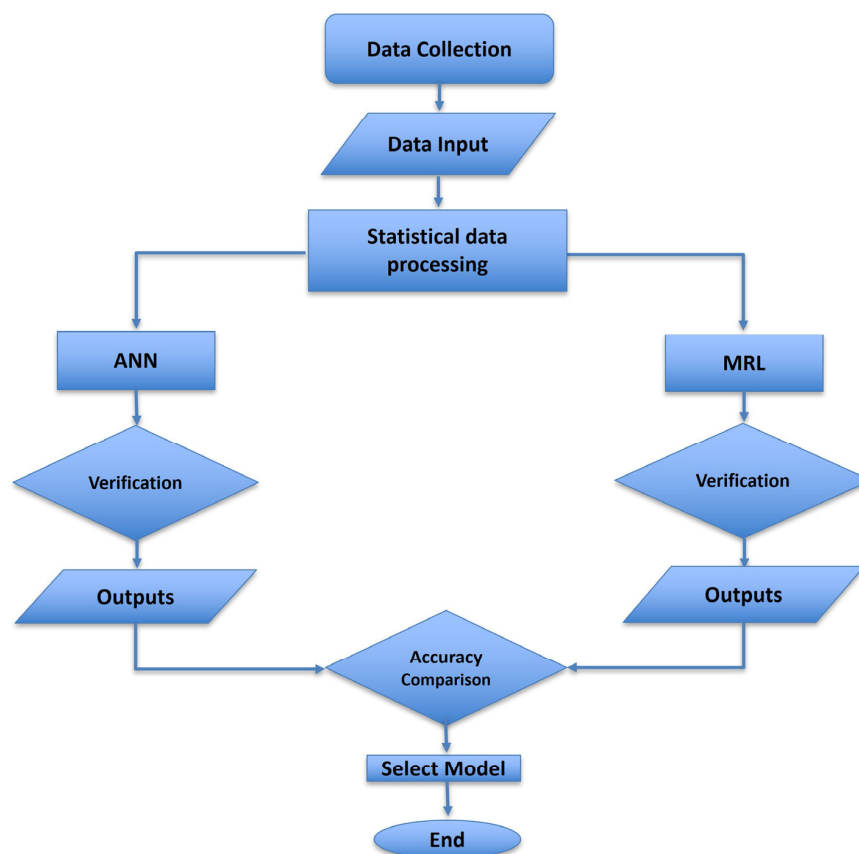 Data Collection
Data Input
Statistical data
processing
ANN
MRL
Verification
Verification
Outputs
Outputs
Accuracy
Comparison
Select Model
End